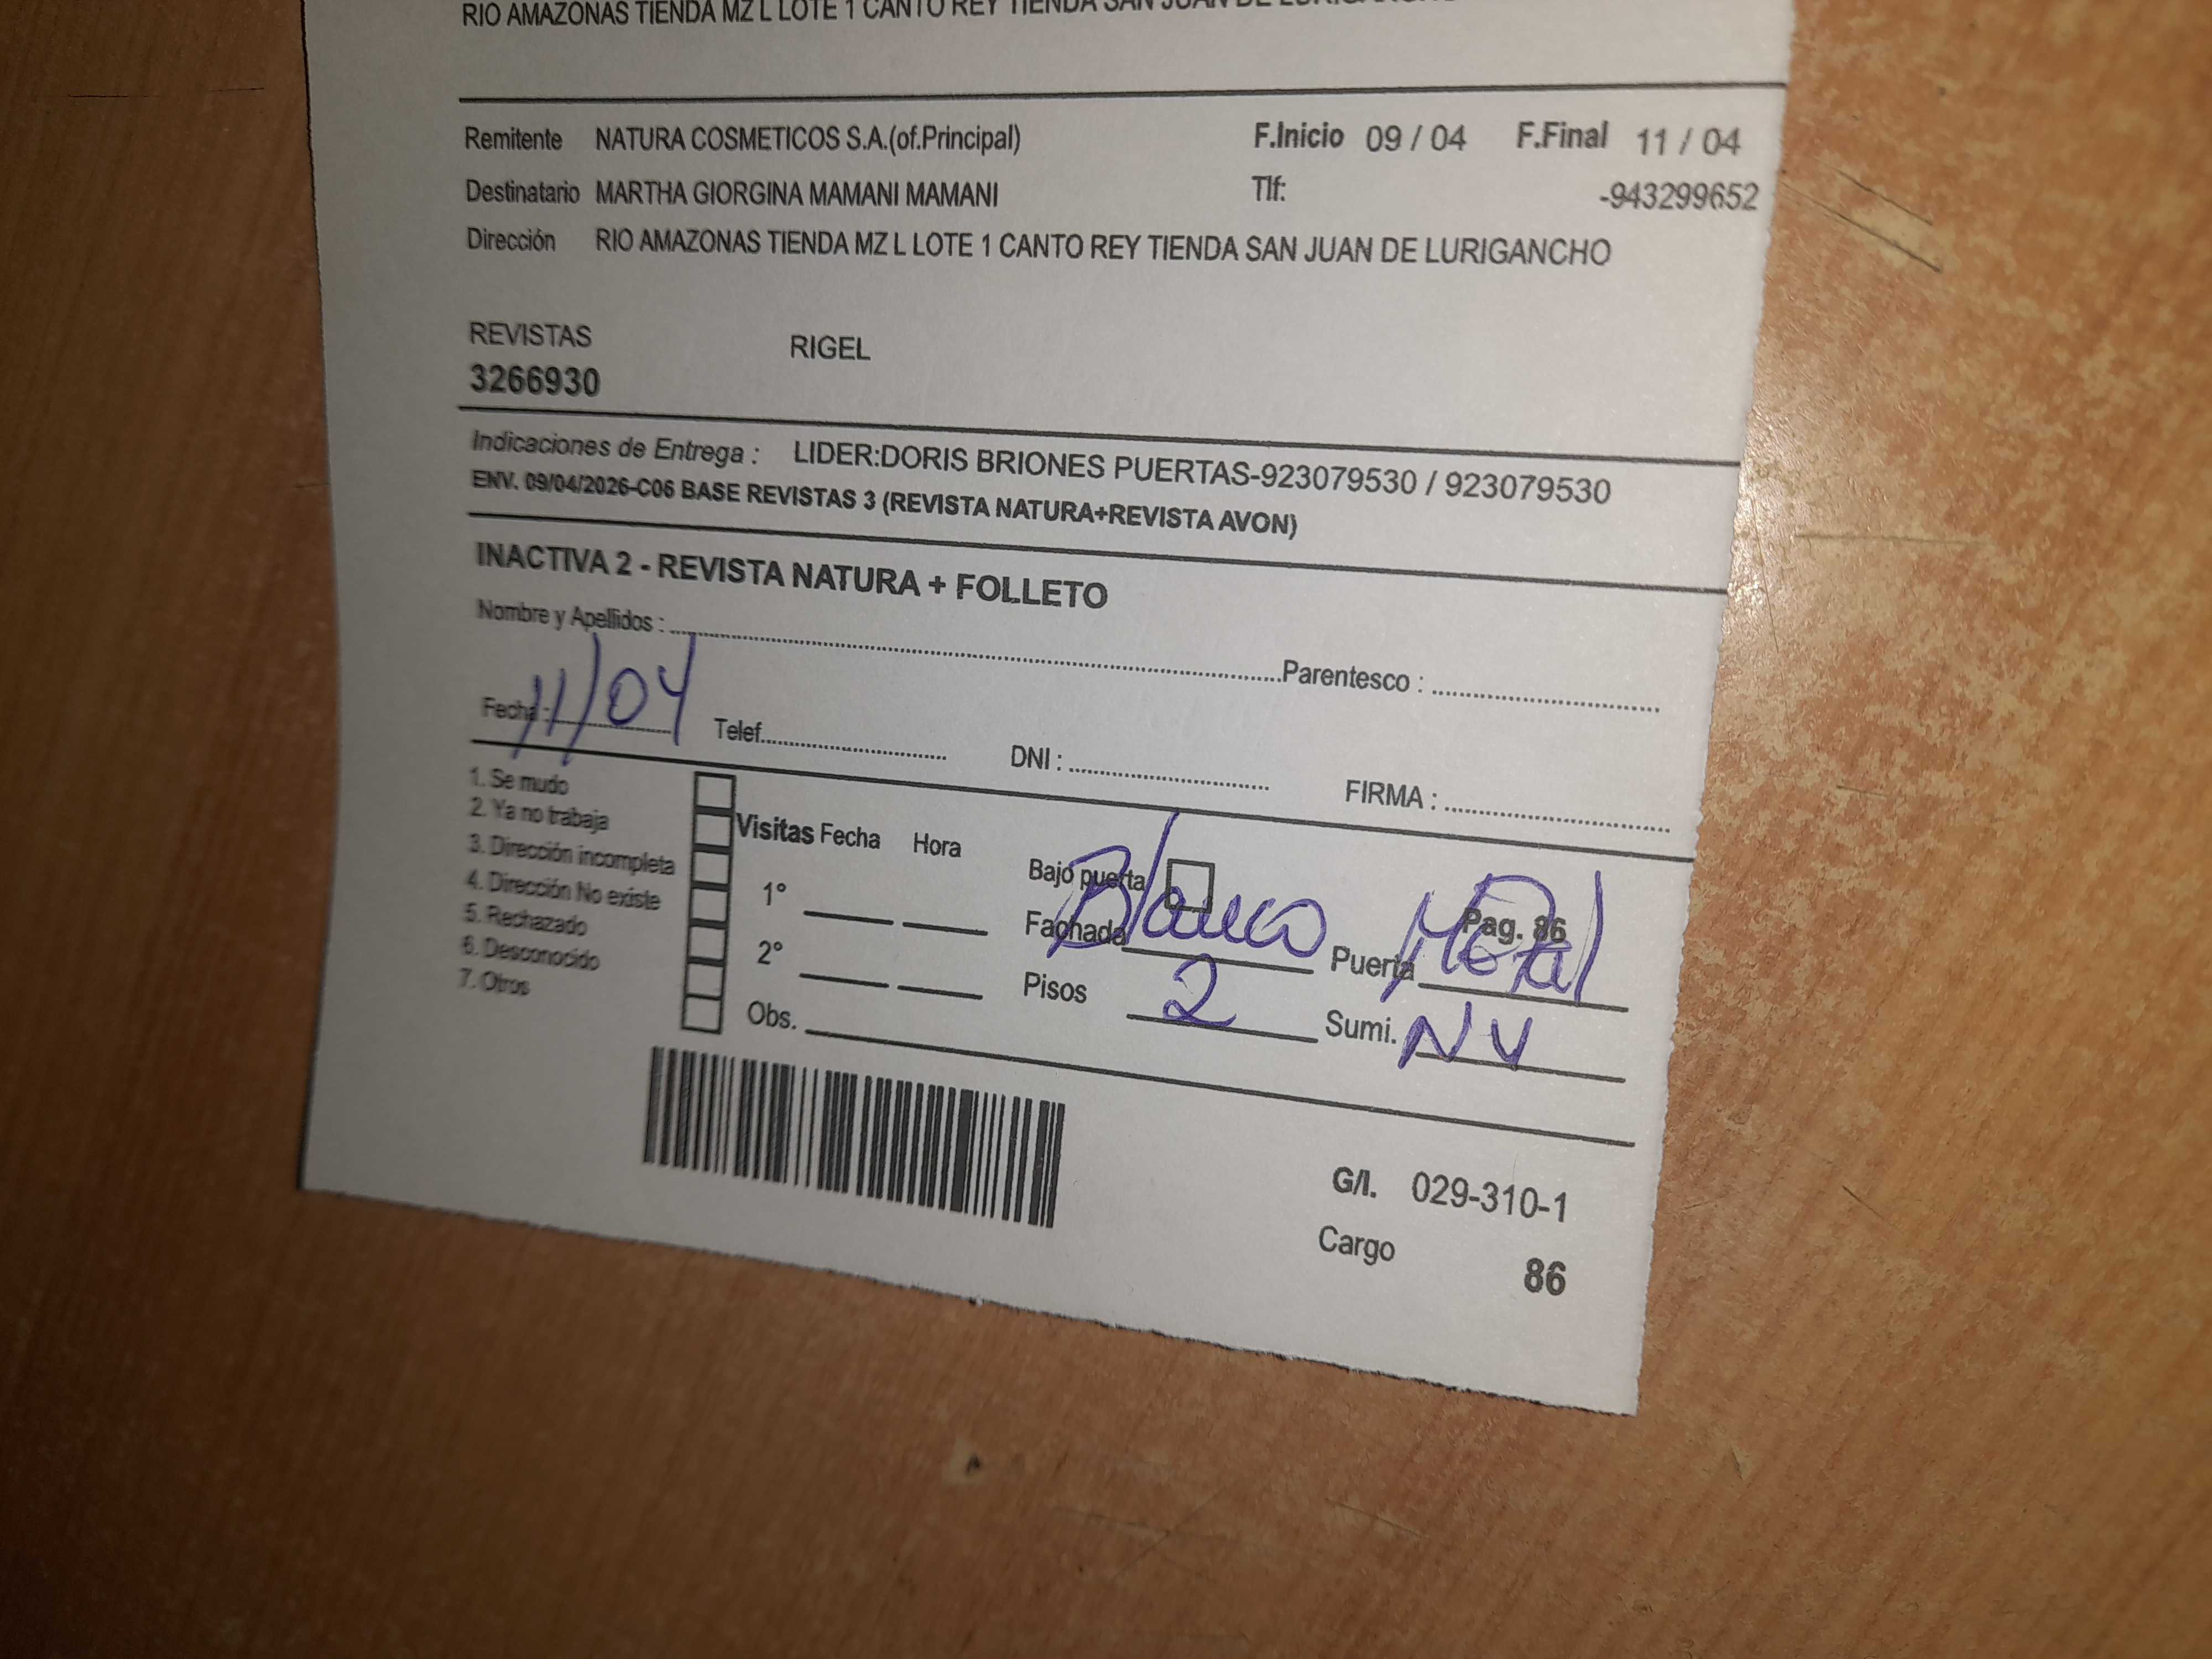 RIO AMAZONAS TIENDA MZ L LOTE 1 CANTO REY TIENDA SAN JUAN DE LURIGANCHO
Remitente NATURA COSMETICOS S.A.(of.Principal) F.Inicio 09 / 04 F.Final 11 / 04
Destinatario MARTHA GIORGINA MAMANI MAMANI Tlf: -943299652
Dirección RIO AMAZONAS TIENDA MZ L LOTE 1 CANTO REY TIENDA SAN JUAN DE LURIGANCHO
REVISTAS RIGEL
3266930
Indicaciones de Entrega : LIDER:DORIS BRIONES PUERTAS-923079530 / 923079530
ENV. 09/04/2026-C06 BASE REVISTAS 3 (REVISTA NATURA+REVISTA AVON)
INACTIVA 2 - REVISTA NATURA + FOLLETO
Nombre y Apellidos : Parentesco :
Fecha : 11/04 Telef. DNI : FIRMA :
1. Se mudo
2. Ya no trabaja
3. Dirección incompleta
4. Dirección No existe
5. Rechazado
6. Desconocido
7. Otros
Visitas Fecha Hora
1°
2°
Obs.
Bajo puerta Pag. 86
Fachada Blanco Puerta Metal
Pisos 2 Sumi. NV
G/I. 029-310-1
Cargo 86